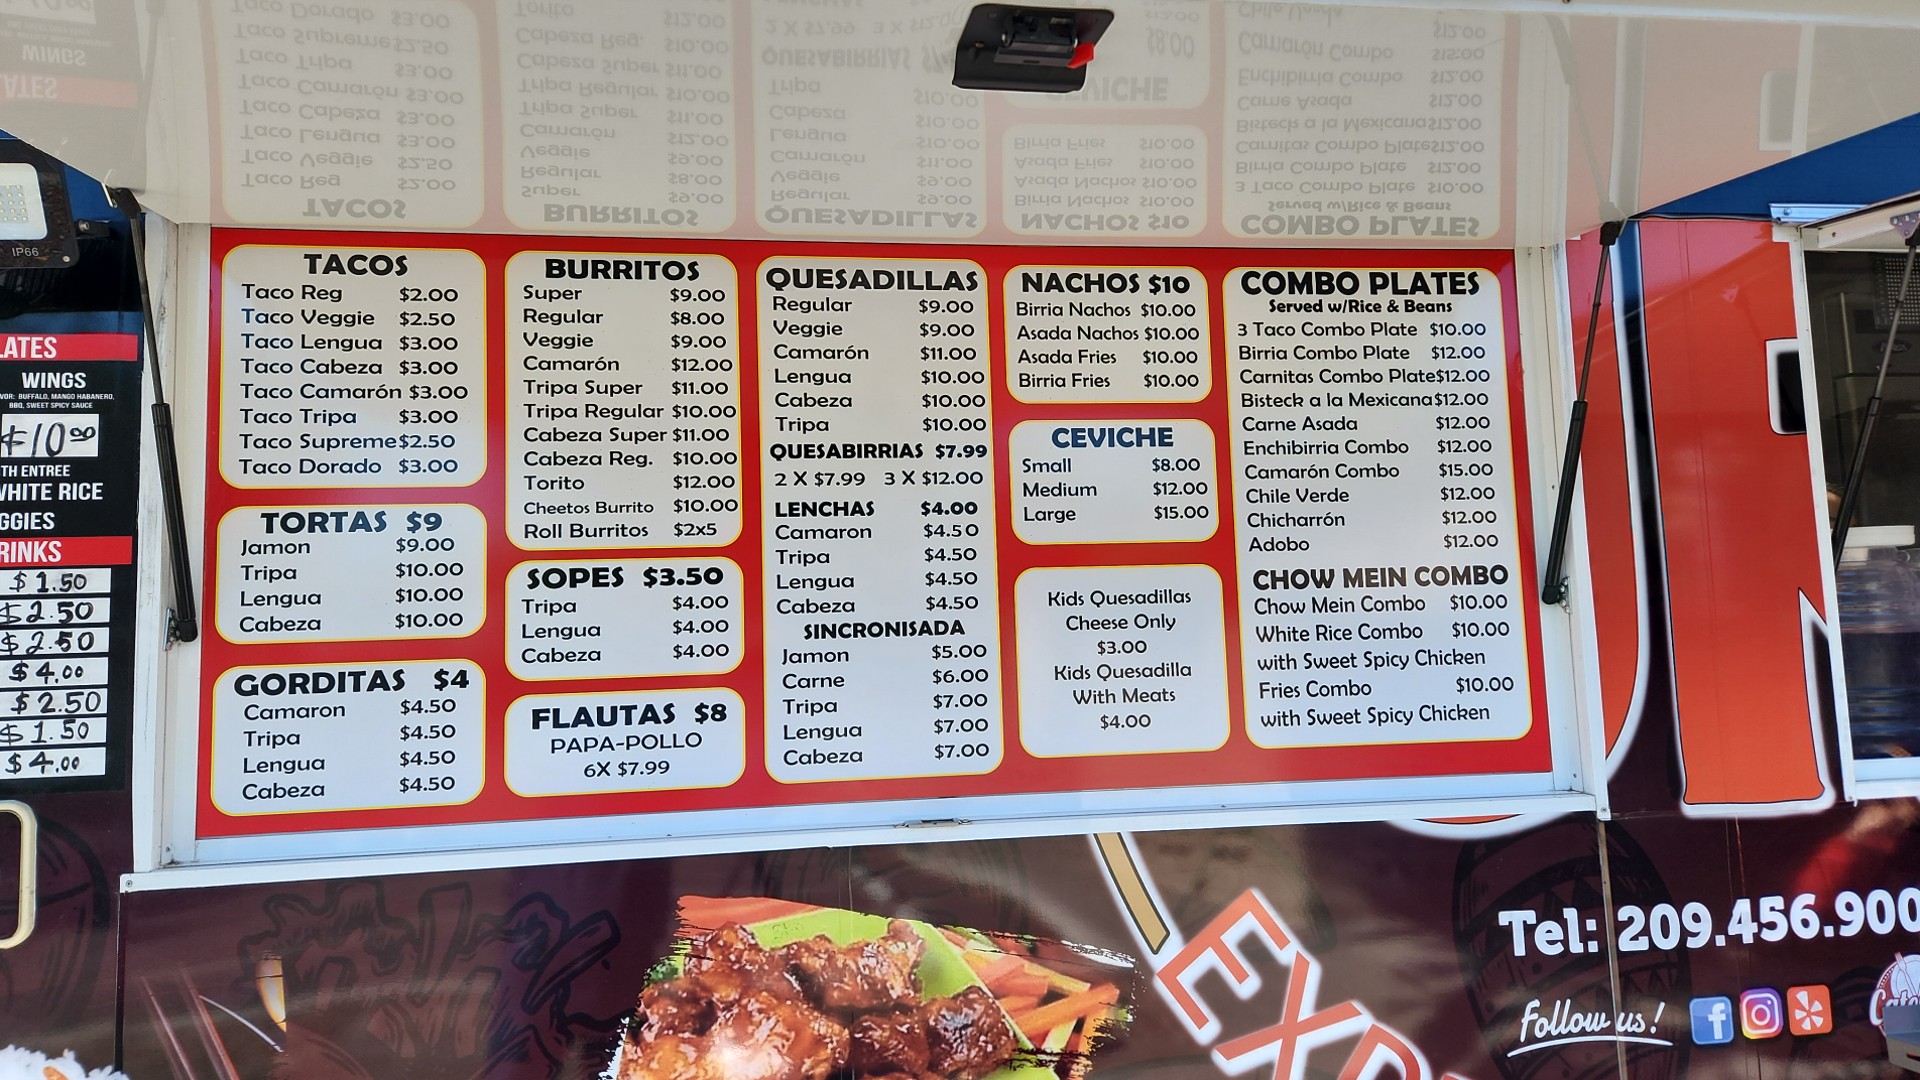 TACOS
Taco Reg $2.00
Taco Veggie $2.50
Taco Lengua $3.00
Taco Cabeza $3.00
Taco Camarón $3.00
Taco Tripa $3.00
Taco Supreme $2.50
Taco Dorado $3.00
TORTAS $9
Jamon $9.00
Tripa $10.00
Lengua $10.00
Cabeza $10.00
GORDITAS $4
Camaron $4.50
Tripa $4.50
Lengua $4.50
Cabeza $4.50
BURRITOS
Super $9.00
Regular $8.00
Veggie $9.00
Camarón $12.00
Tripa Super $11.00
Tripa Regular $10.00
Cabeza Super $11.00
Cabeza Reg. $10.00
Torito $12.00
Cheetos Burrito $10.00
Roll Burritos $2x5
SOPES $3.50
Tripa $4.00
Lengua $4.00
Cabeza $4.00
FLAUTAS $8
PAPA-POLLO
6X $7.99
QUESADILLAS
Regular $9.00
Veggie $9.00
Camarón $11.00
Lengua $10.00
Cabeza $10.00
Tripa $10.00
QUESABIRRIAS $7.99
2 X $7.99 3 X $12.00
LENCHAS $4.00
Camaron $4.50
Tripa $4.50
Lengua $4.50
Cabeza $4.50
SINCRONISADA
Jamon $5.00
Carne $6.00
Tripa $7.00
Lengua $7.00
Cabeza $7.00
NACHOS $10
Birria Nachos $10.00
Asada Nachos $10.00
Asada Fries $10.00
Birria Fries $10.00
CEVICHE
Small $8.00
Medium $12.00
Large $15.00
Kids Quesadillas
Cheese Only
$3.00
Kids Quesadilla
With Meats
$4.00
COMBO PLATES
Served w/Rice & Beans
3 Taco Combo Plate $10.00
Birria Combo Plate $12.00
Carnitas Combo Plate $12.00
Bisteck a la Mexicana $12.00
Carne Asada $12.00
Enchibirria Combo $12.00
Camarón Combo $15.00
Chile Verde $12.00
Chicharrón $12.00
Adobo $12.00
CHOW MEIN COMBO
Chow Mein Combo $10.00
White Rice Combo $10.00
with Sweet Spicy Chicken
Fries Combo $10.00
with Sweet Spicy Chicken
IP66
LATES
WINGS
VOR: BUFFALO, MANGO HABANERO,
BBQ, SWEET SPICY SAUCE
$10.00
TH ENTREE
WHITE RICE
GGIES
RINKS
$1.50
$2.50
$2.50
$4.00
$2.50
$1.50
$4.00
Tel: 209.456.900
Follow us!
EXP